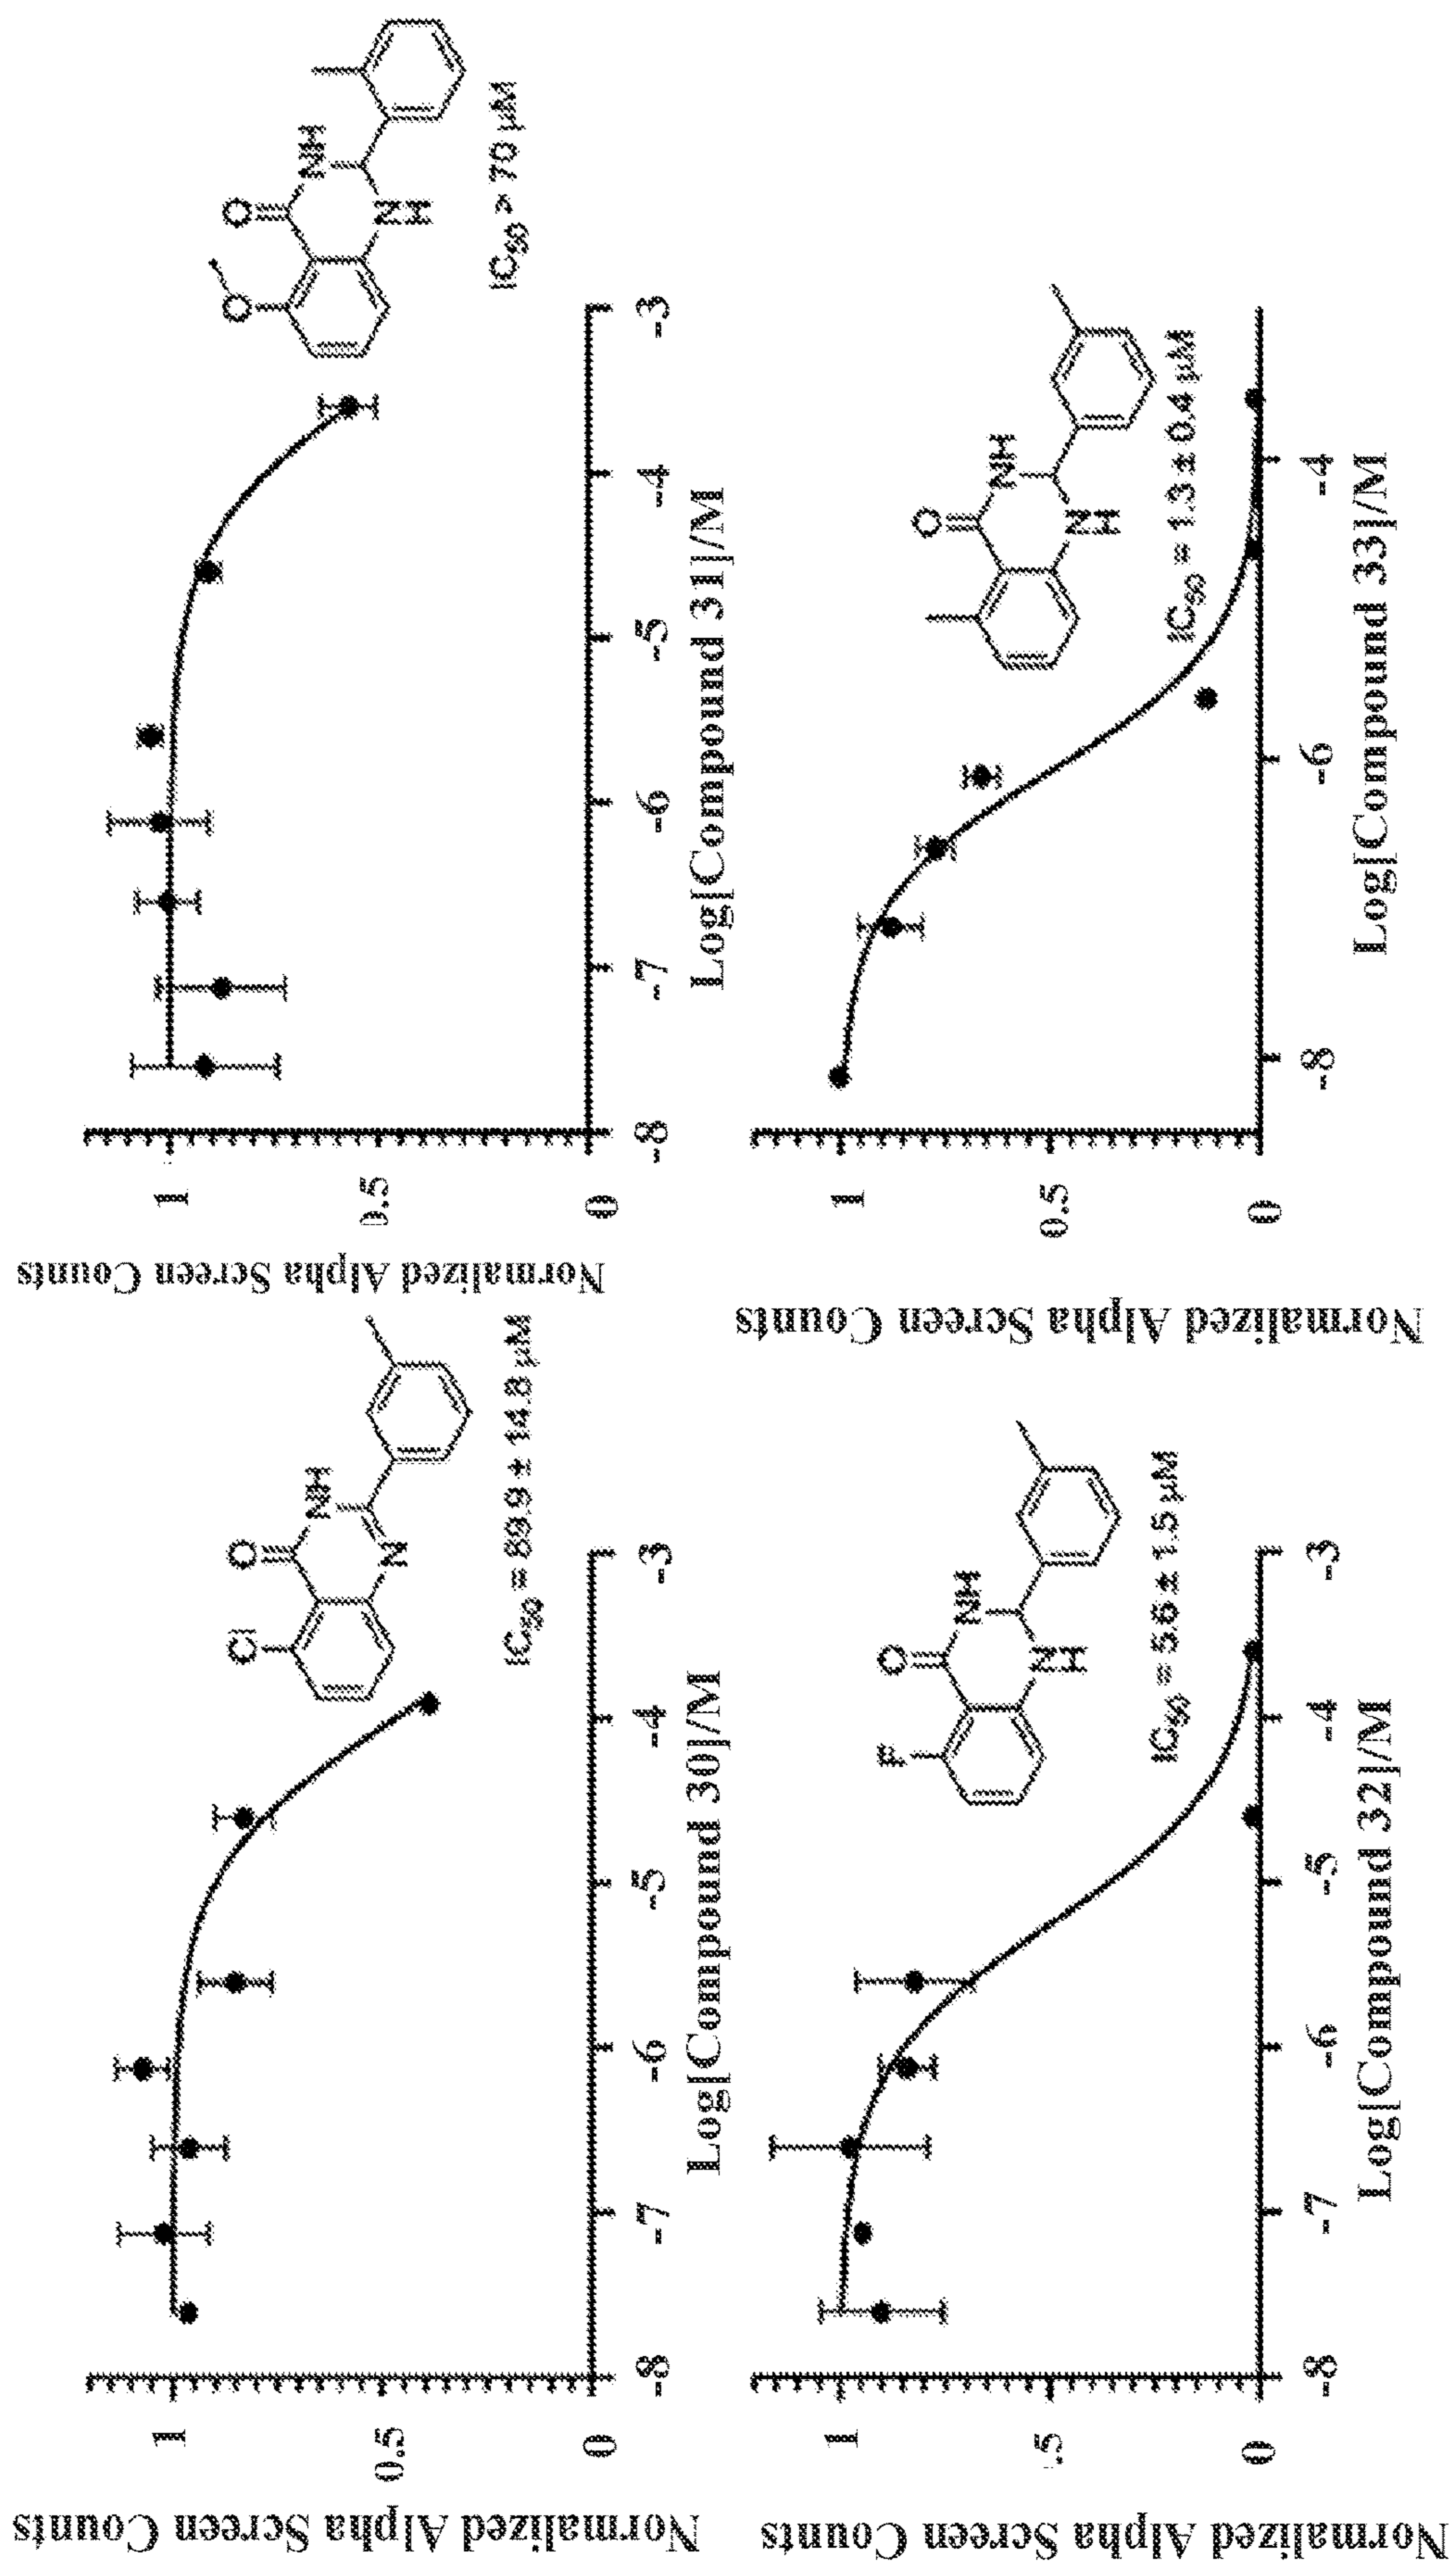 Normalized Alpha Screen Counts
1
0.5
0
-8
-7
-6
-5
-4
-3
Log[Compound 30]/M
Cl
O
NH
N
IC50 = 89.9 ± 14.8 µM
Normalized Alpha Screen Counts
1
0.5
0
-8
-7
-6
-5
-4
-3
Log[Compound 31]/M
O
O
NH
N
H
IC50 > 70 µM
Normalized Alpha Screen Counts
1
.5
0
-8
-7
-6
-5
-4
-3
Log[Compound 32]/M
F
O
NH
N
H
IC50 = 5.6 ± 1.5 µM
Normalized Alpha Screen Counts
1
0.5
0
-8
-6
-4
Log[Compound 33]/M
O
NH
N
H
IC50 = 1.3 ± 0.4 µM